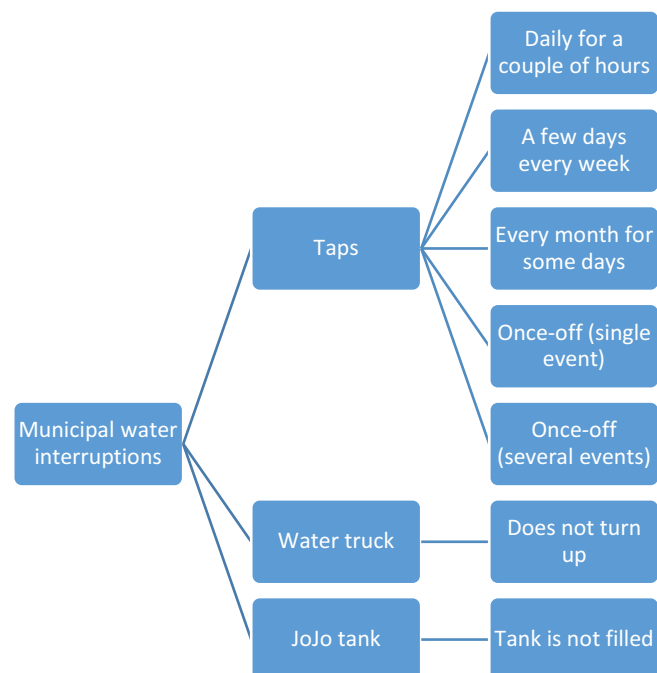 Daily for a
couple of hours
A few days
every week
Taps
Every month for
some days
Once-off (single
event)
Municipal water
interruptions
Once-off
(several events)
Water truck
Does not turn
up
JoJo tank
Tank is not filled